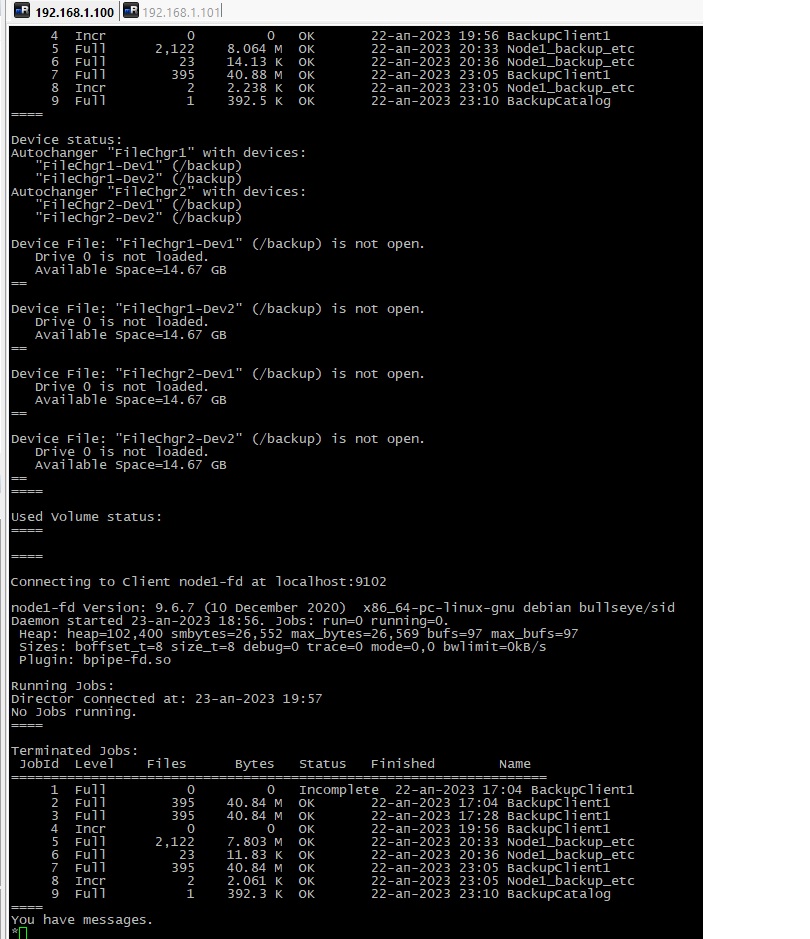 192.168.1.100 192.168.1.101
4 Incr 0 0 OK 22-ап-2023 19:56 BackupClient1
5 Full 2,122 8.064 M OK 22-ап-2023 20:33 Node1_backup_etc
6 Full 23 14.13 K OK 22-ап-2023 20:36 Node1_backup_etc
7 Full 395 40.88 M OK 22-ап-2023 23:05 BackupClient1
8 Incr 2 2.238 K OK 22-ап-2023 23:05 Node1_backup_etc
9 Full 1 392.5 K OK 22-ап-2023 23:10 BackupCatalog
====
Device status:
Autochanger "FileChgr1" with devices:
"FileChgr1-Dev1" (/backup)
"FileChgr1-Dev2" (/backup)
Autochanger "FileChgr2" with devices:
"FileChgr2-Dev1" (/backup)
"FileChgr2-Dev2" (/backup)
Device File: "FileChgr1-Dev1" (/backup) is not open.
Drive 0 is not loaded.
Available Space=14.67 GB
==
Device File: "FileChgr1-Dev2" (/backup) is not open.
Drive 0 is not loaded.
Available Space=14.67 GB
==
Device File: "FileChgr2-Dev1" (/backup) is not open.
Drive 0 is not loaded.
Available Space=14.67 GB
==
Device File: "FileChgr2-Dev2" (/backup) is not open.
Drive 0 is not loaded.
Available Space=14.67 GB
==
====
Used Volume status:
====
====
Connecting to Client node1-fd at localhost:9102
node1-fd Version: 9.6.7 (10 December 2020) x86_64-pc-linux-gnu debian bullseye/sid
Daemon started 23-ап-2023 18:56. Jobs: run=0 running=0.
Heap: heap=102,400 smbytes=26,552 max_bytes=26,569 bufs=97 max_bufs=97
Sizes: boffset_t=8 size_t=8 debug=0 trace=0 mode=0,0 bwlimit=0kB/s
Plugin: bpipe-fd.so
Running Jobs:
Director connected at: 23-ап-2023 19:57
No Jobs running.
====
Terminated Jobs:
JobId Level Files Bytes Status Finished Name
===================================================================
1 Full 0 0 Incomplete 22-ап-2023 17:04 BackupClient1
2 Full 395 40.84 M OK 22-ап-2023 17:04 BackupClient1
3 Full 395 40.84 M OK 22-ап-2023 17:28 BackupClient1
4 Incr 0 0 OK 22-ап-2023 19:56 BackupClient1
5 Full 2,122 7.803 M OK 22-ап-2023 20:33 Node1_backup_etc
6 Full 23 11.83 K OK 22-ап-2023 20:36 Node1_backup_etc
7 Full 395 40.84 M OK 22-ап-2023 23:05 BackupClient1
8 Incr 2 2.061 K OK 22-ап-2023 23:05 Node1_backup_etc
9 Full 1 392.3 K OK 22-ап-2023 23:10 BackupCatalog
====
You have messages.
*